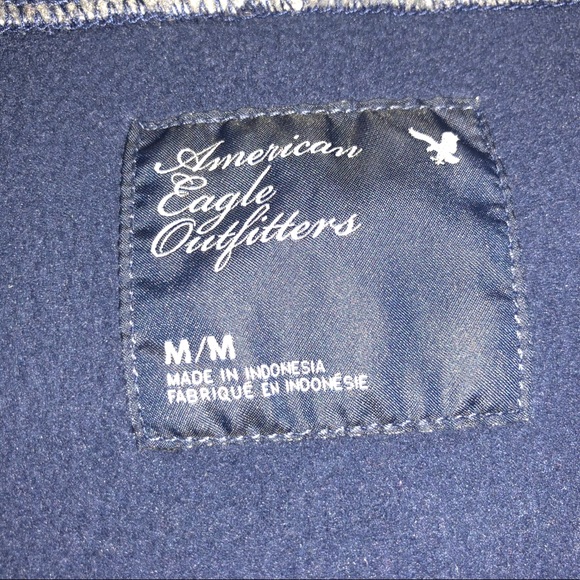 American
Eagle
Outfitters
M/M
MADE IN INDONESIA
FABRIQUÉ EN INDONÉSIE